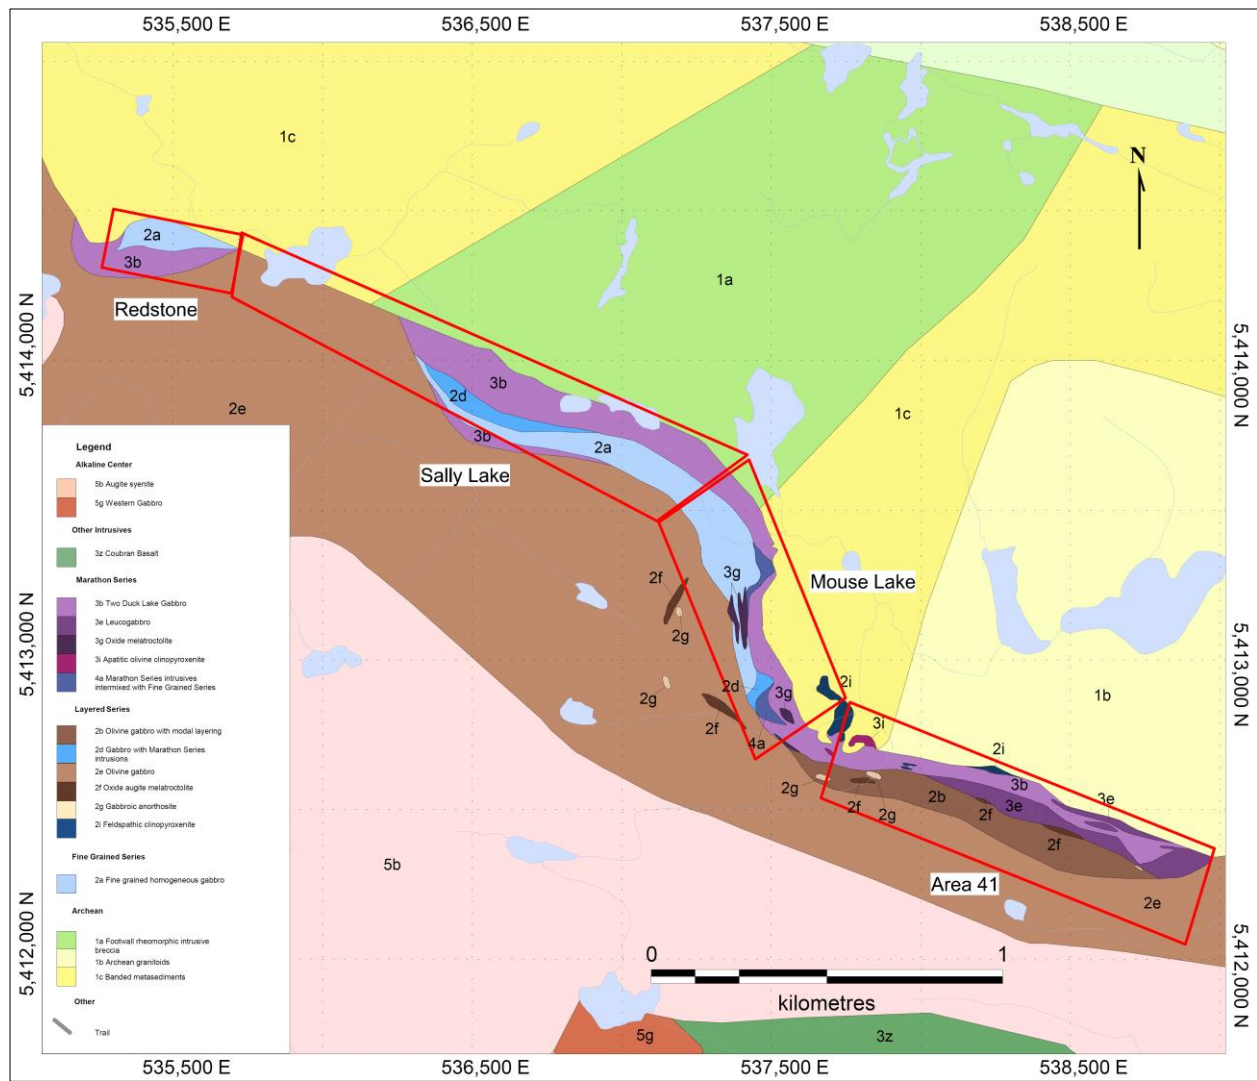 535,500 E
536,500 E
537,500 E
538,500 E
1c
N
2a
3b
1a
Redstone
5,414,000 N
5,414,000 N
3b
2d
2e
1c
3b
2a
Sally Lake
Legend
Alkaline Center
5b Augite syenite
5g Western Gabbro
Other Intrusives
3z Coubran Basalt
Marathon Series
3b Two Duck Lake Gabbro
3e Leucogabbro
3g Oxide melatroctolite
3i Apatitic olivine clinopyroxenite
4a Marathon Series intrusives
intermixed with Fine Grained Series
Layered Series
2b Olivine gabbro with modal layering
2d Gabbro with Marathon Series
intrusions
2e Olivine gabbro
2f Oxide augite melatroctolite
2g Gabbroic anorthosite
2i Feldspathic clinopyroxenite
Fine Grained Series
2a Fine grained homogeneous gabbro
Archean
1a Footwall rheomorphic intrusive
breccia
1b Archean granitoids
1c Banded metasediments
Other
Trail
2f
3g
Mouse Lake
2g
5,413,000 N
5,413,000 N
2d
2i
2g
3g
1b
2f
3i
4a
2i
3b
2g
2b
3e
3e
2f
2g
2f
2f
5b
Area 41
2e
5,412,000 N
5,412,000 N
0
1
kilometres
5g
3z
535,500 E
536,500 E
537,500 E
538,500 E